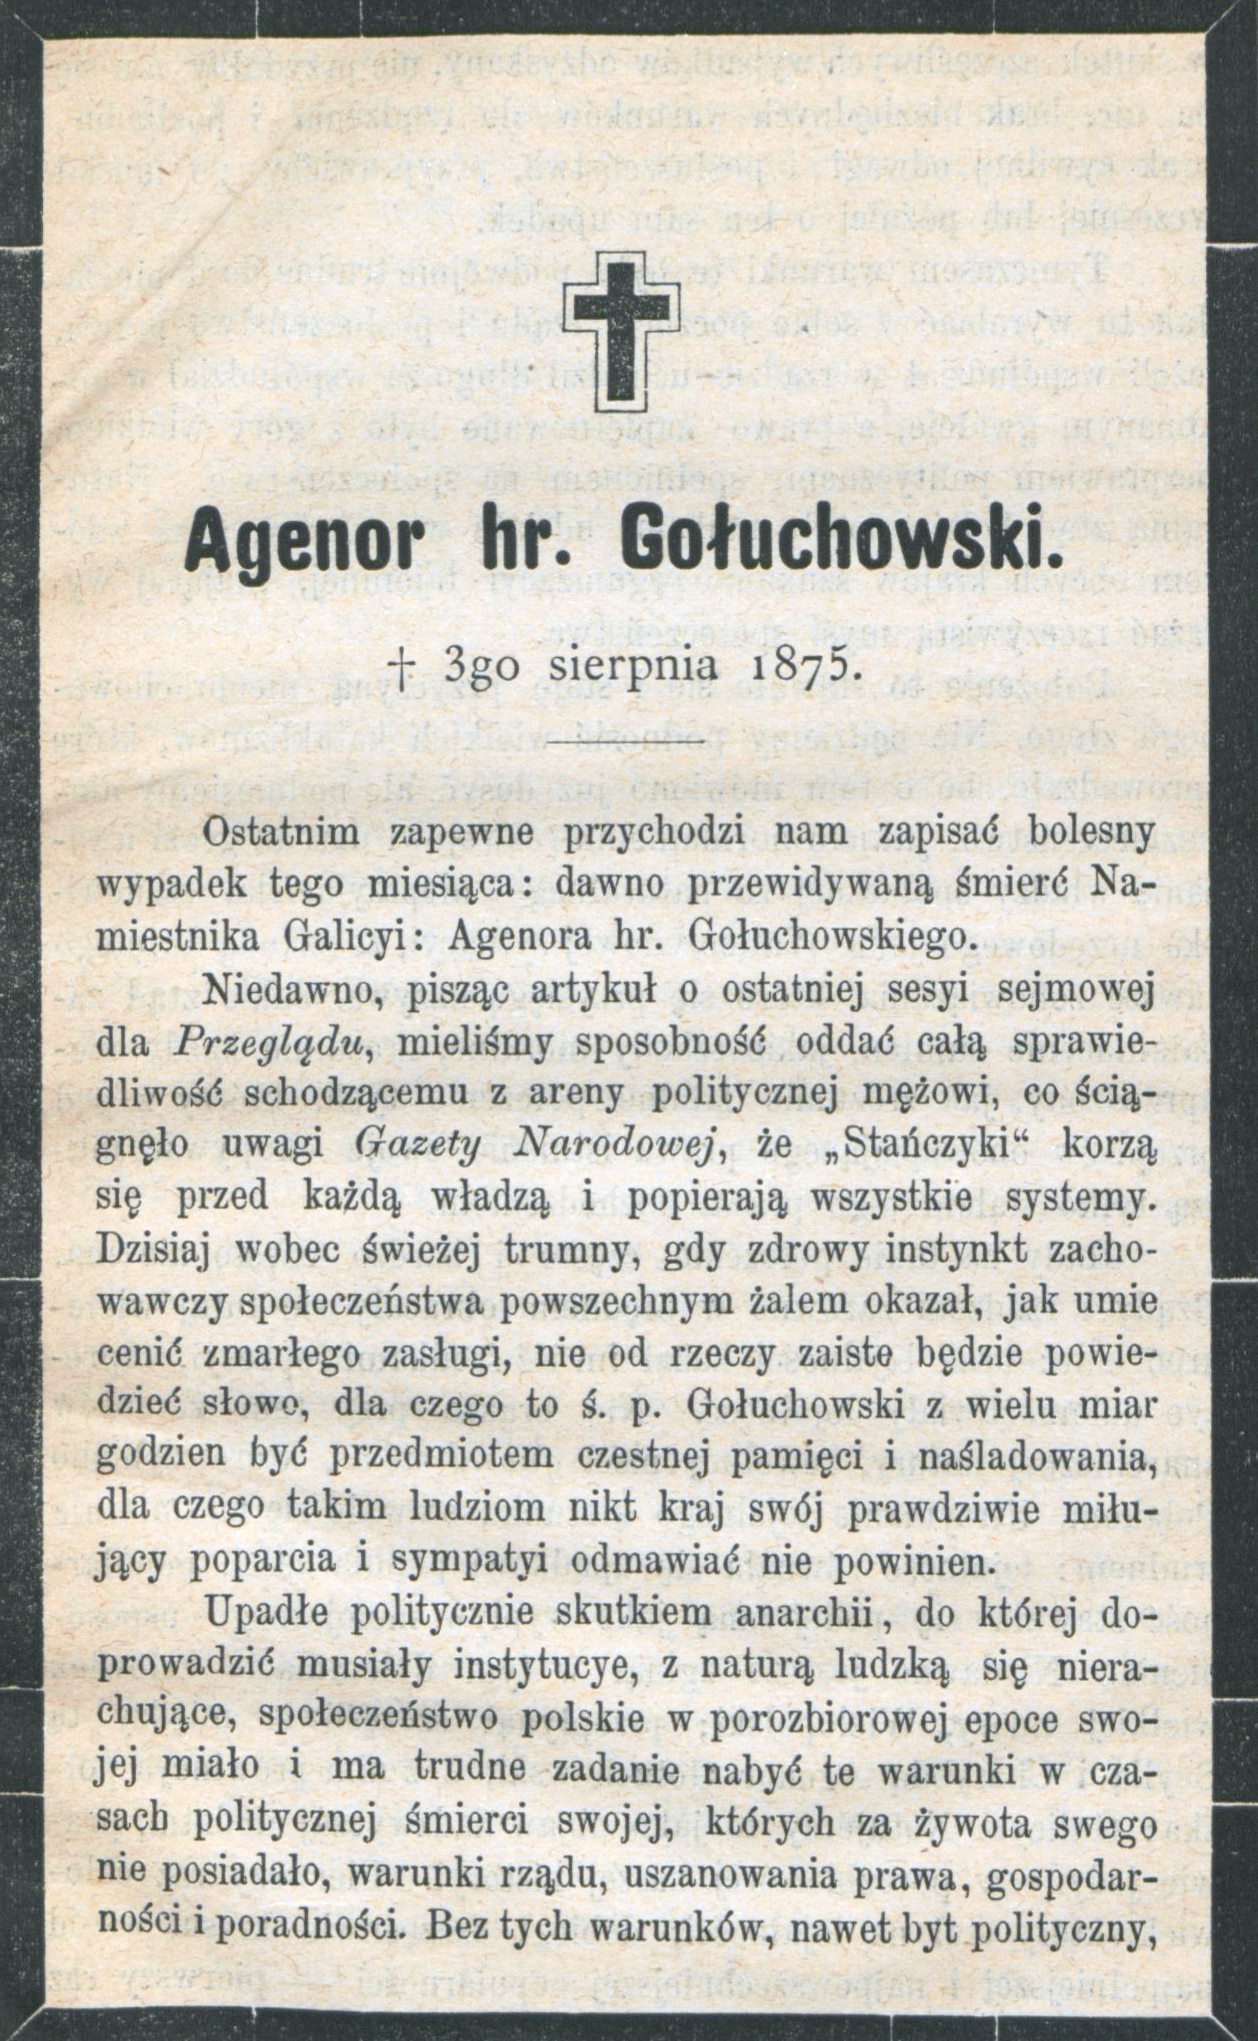 Agenor hr. Gołuchowski.
† 3go sierpnia 1875.
Ostatnim zapewne przychodzi nam zapisać bolesny
wypadek tego miesiąca: dawno przewidywaną śmierć Na-
miestnika Galicyi: Agenora hr. Gołuchowskiego.
Niedawno, pisząc artykuł o ostatniej sesyi sejmowej
dla Przeglądu, mieliśmy sposobność oddać całą sprawie-
dliwość schodzącemu z areny politycznej mężowi, co ścią-
gnęło uwagi Gazety Narodowej, że „Stańczyki“ korzą
się przed każdą władzą i popierają wszystkie systemy.
Dzisiaj wobec świeżej trumny, gdy zdrowy instynkt zacho-
wawczy społeczeństwa powszechnym żalem okazał, jak umie
cenić zmarłego zasługi, nie od rzeczy zaiste będzie powie-
dzieć słowo, dla czego to ś. p. Gołuchowski z wielu miar
godzien być przedmiotem czestnej pamięci i naśladowania,
dla czego takim ludziom nikt kraj swój prawdziwie miłu-
jący poparcia i sympatyi odmawiać nie powinien.
Upadłe politycznie skutkiem anarchii, do której do-
prowadzić musiały instytucye, z naturą ludzką się niera-
chujące, społeczeństwo polskie w porozbiorowej epoce swo-
jej miało i ma trudne zadanie nabyć te warunki w cza-
sach politycznej śmierci swojej, których za żywota swego
nie posiadało, warunki rządu, uszanowania prawa, gospodar-
ności i poradności. Bez tych warunków, nawet byt polityczny,